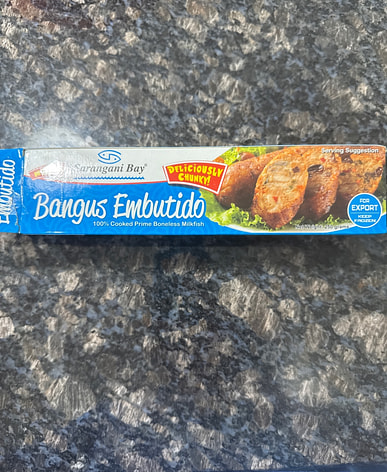 Sarangani Bay®
DELICIOUSLY
CHUNKY!
Serving Suggestion
Bangus Embutido
100% Cooked Prime Boneless Milkfish
FOR
EXPORT
KEEP
FROZEN
Embutido